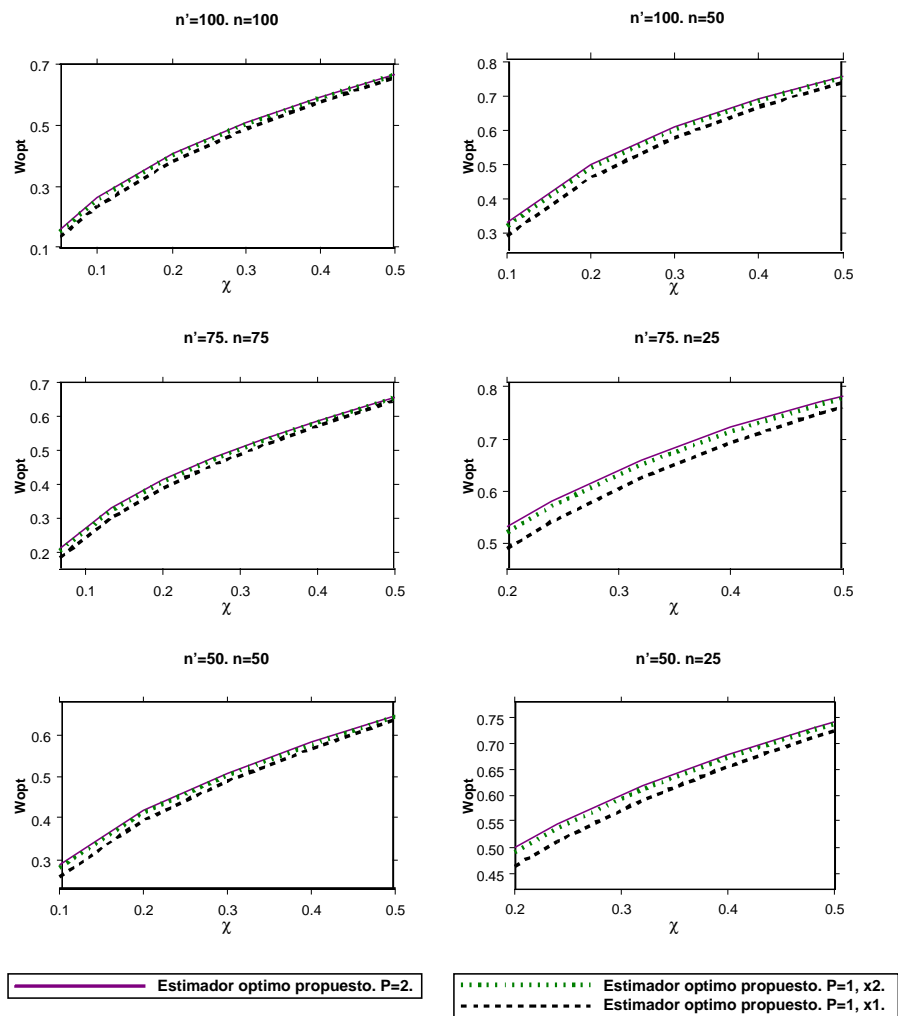 n'=100. n=100
0.7
0.5
0.3
0.1
Wopt
0.1 0.2 0.3 0.4 0.5
χ
n'=100. n=50
0.8
0.7
0.6
0.5
0.4
0.3
Wopt
0.1 0.2 0.3 0.4 0.5
χ
n'=75. n=75
0.7
0.6
0.5
0.4
0.3
0.2
Wopt
0.1 0.2 0.3 0.4 0.5
χ
n'=75. n=25
0.8
0.7
0.6
0.5
Wopt
0.2 0.3 0.4 0.5
χ
n'=50. n=50
0.6
0.5
0.4
0.3
Wopt
0.1 0.2 0.3 0.4 0.5
χ
n'=50. n=25
0.75
0.70
0.65
0.60
0.55
0.50
0.45
Wopt
0.2 0.3 0.4 0.5
χ
Estimador optimo propuesto. P=2.
Estimador optimo propuesto. P=1, x2.
Estimador optimo propuesto. P=1, x1.